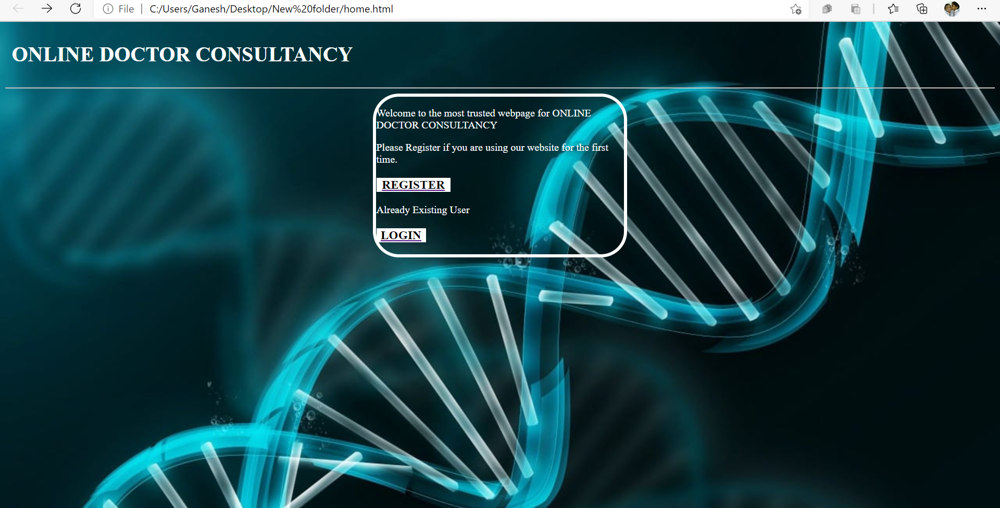 File | C:/Users/Ganesh/Desktop/New%20folder/home.html
ONLINE DOCTOR CONSULTANCY
Welcome to the most trusted webpage for ONLINE
DOCTOR CONSULTANCY
Please Register if you are using our website for the first
time.
REGISTER
Already Existing User
LOGIN